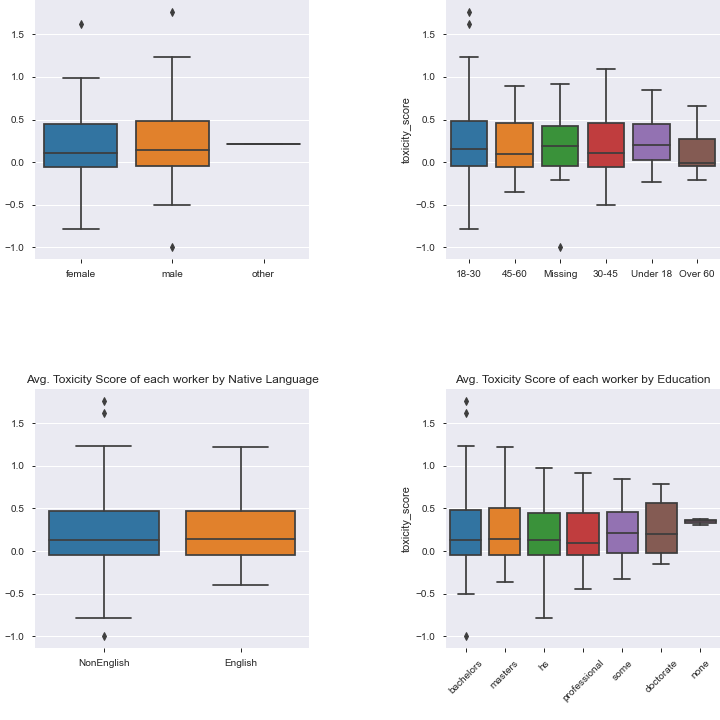 1.5
1.0
0.5
0.0
−0.5
−1.0
female male other
toxicity_score
1.5
1.0
0.5
0.0
−0.5
−1.0
18-30 45-60 Missing 30-45 Under 18 Over 60
Avg. Toxicity Score of each worker by Native Language
1.5
1.0
0.5
0.0
−0.5
−1.0
NonEnglish English
Avg. Toxicity Score of each worker by Education
toxicity_score
1.5
1.0
0.5
0.0
−0.5
−1.0
bachelors
masters
hs
professional
some
doctorate
none